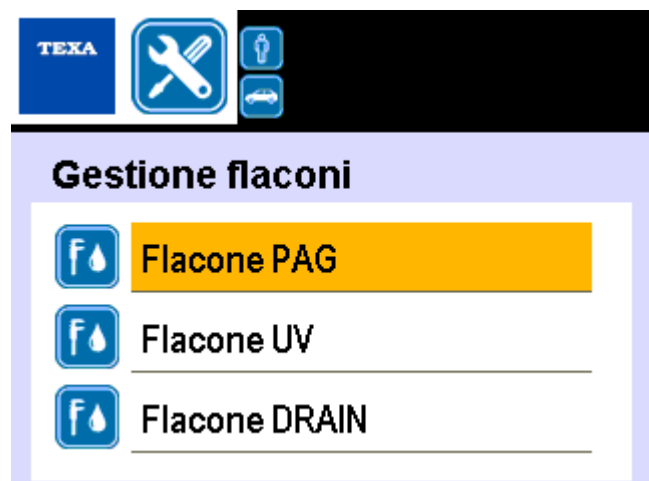 TEXA
Gestione flaconi
Flacone PAG
Flacone UV
Flacone DRAIN